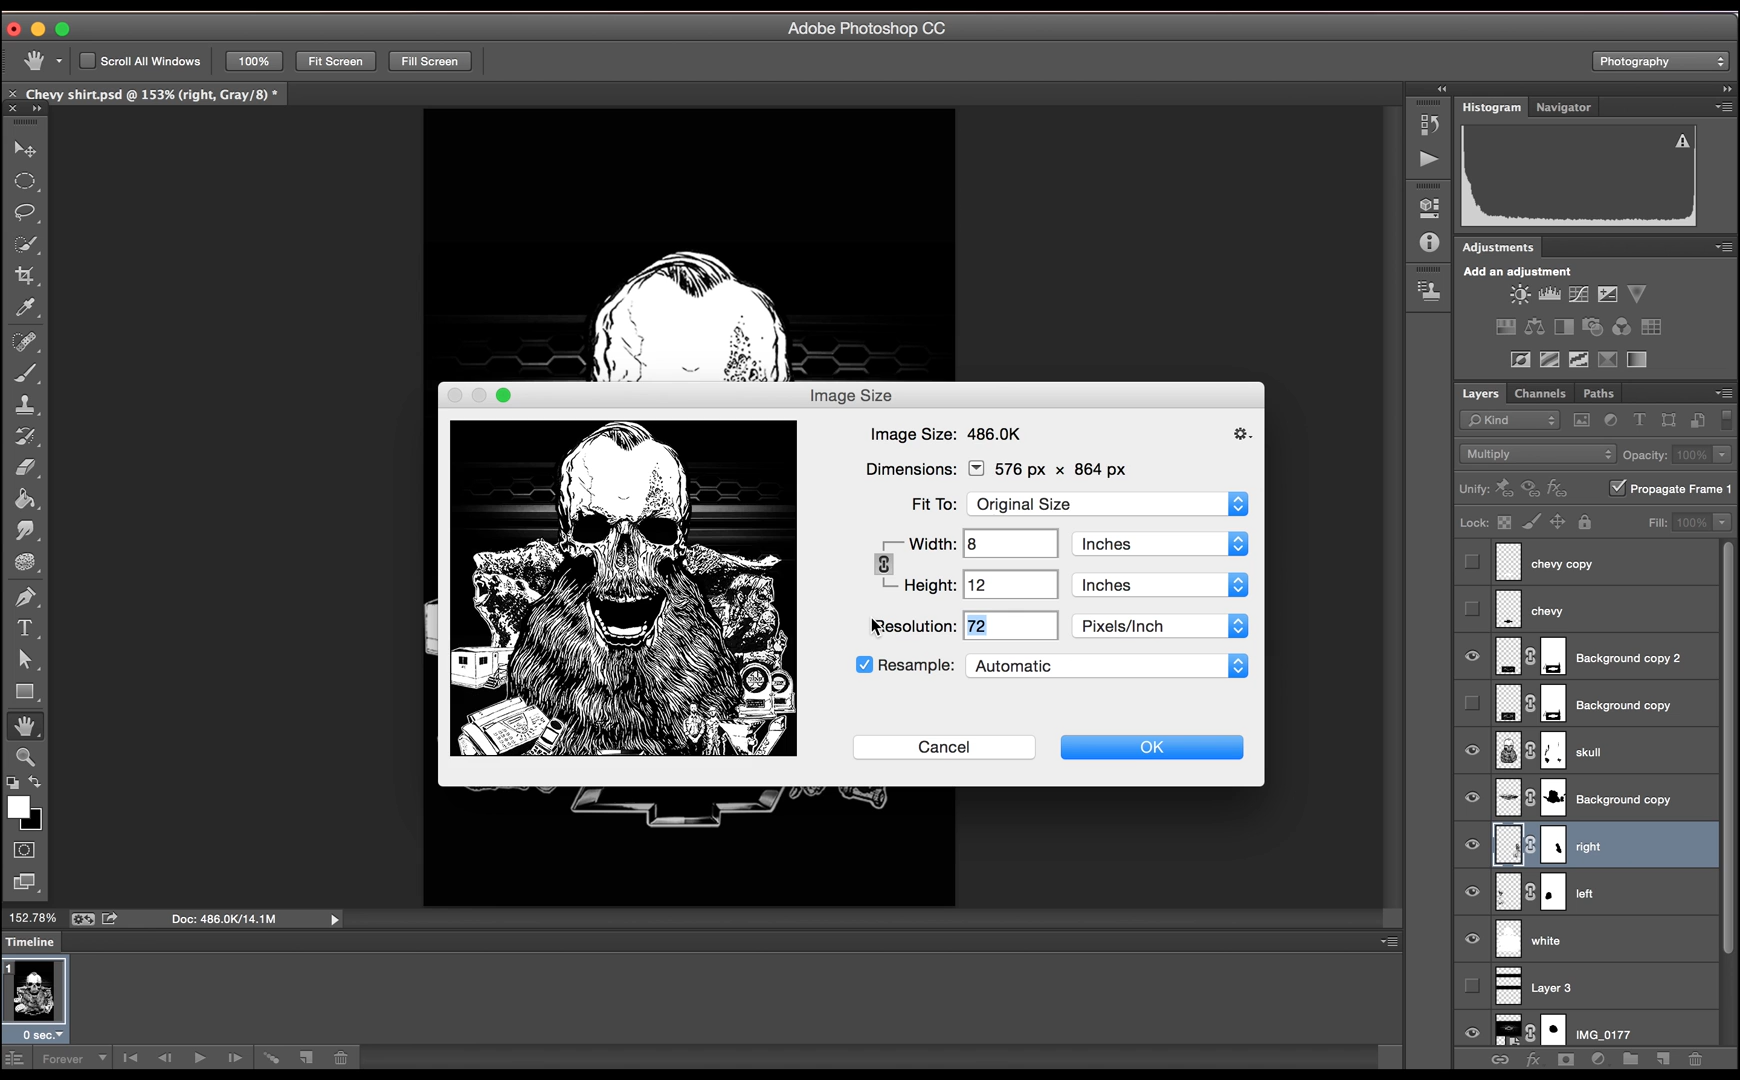 Adobe Photoshop CC
Scroll All Windows 100% Fit Screen Fill Screen Photography
Chevy shirt.psd @ 153% (right, Gray/8) *
Histogram Navigator
Adjustments
Add an adjustment
Layers Channels Paths
Kind
Multiply Opacity: 100%
Unify: Propagate Frame 1
Lock: Fill: 100%
chevy copy
chevy
Background copy 2
Background copy
skull
Background copy
right
left
white
Layer 3
IMG_0177
Image Size
Image Size: 486.0K
Dimensions: 576 px × 864 px
Fit To: Original Size
Width: 8 Inches
Height: 12 Inches
Resolution: 72 Pixels/Inch
Resample: Automatic
Cancel OK
152.78% Doc: 486.0K/14.1M
Timeline
1
0 sec.
Forever